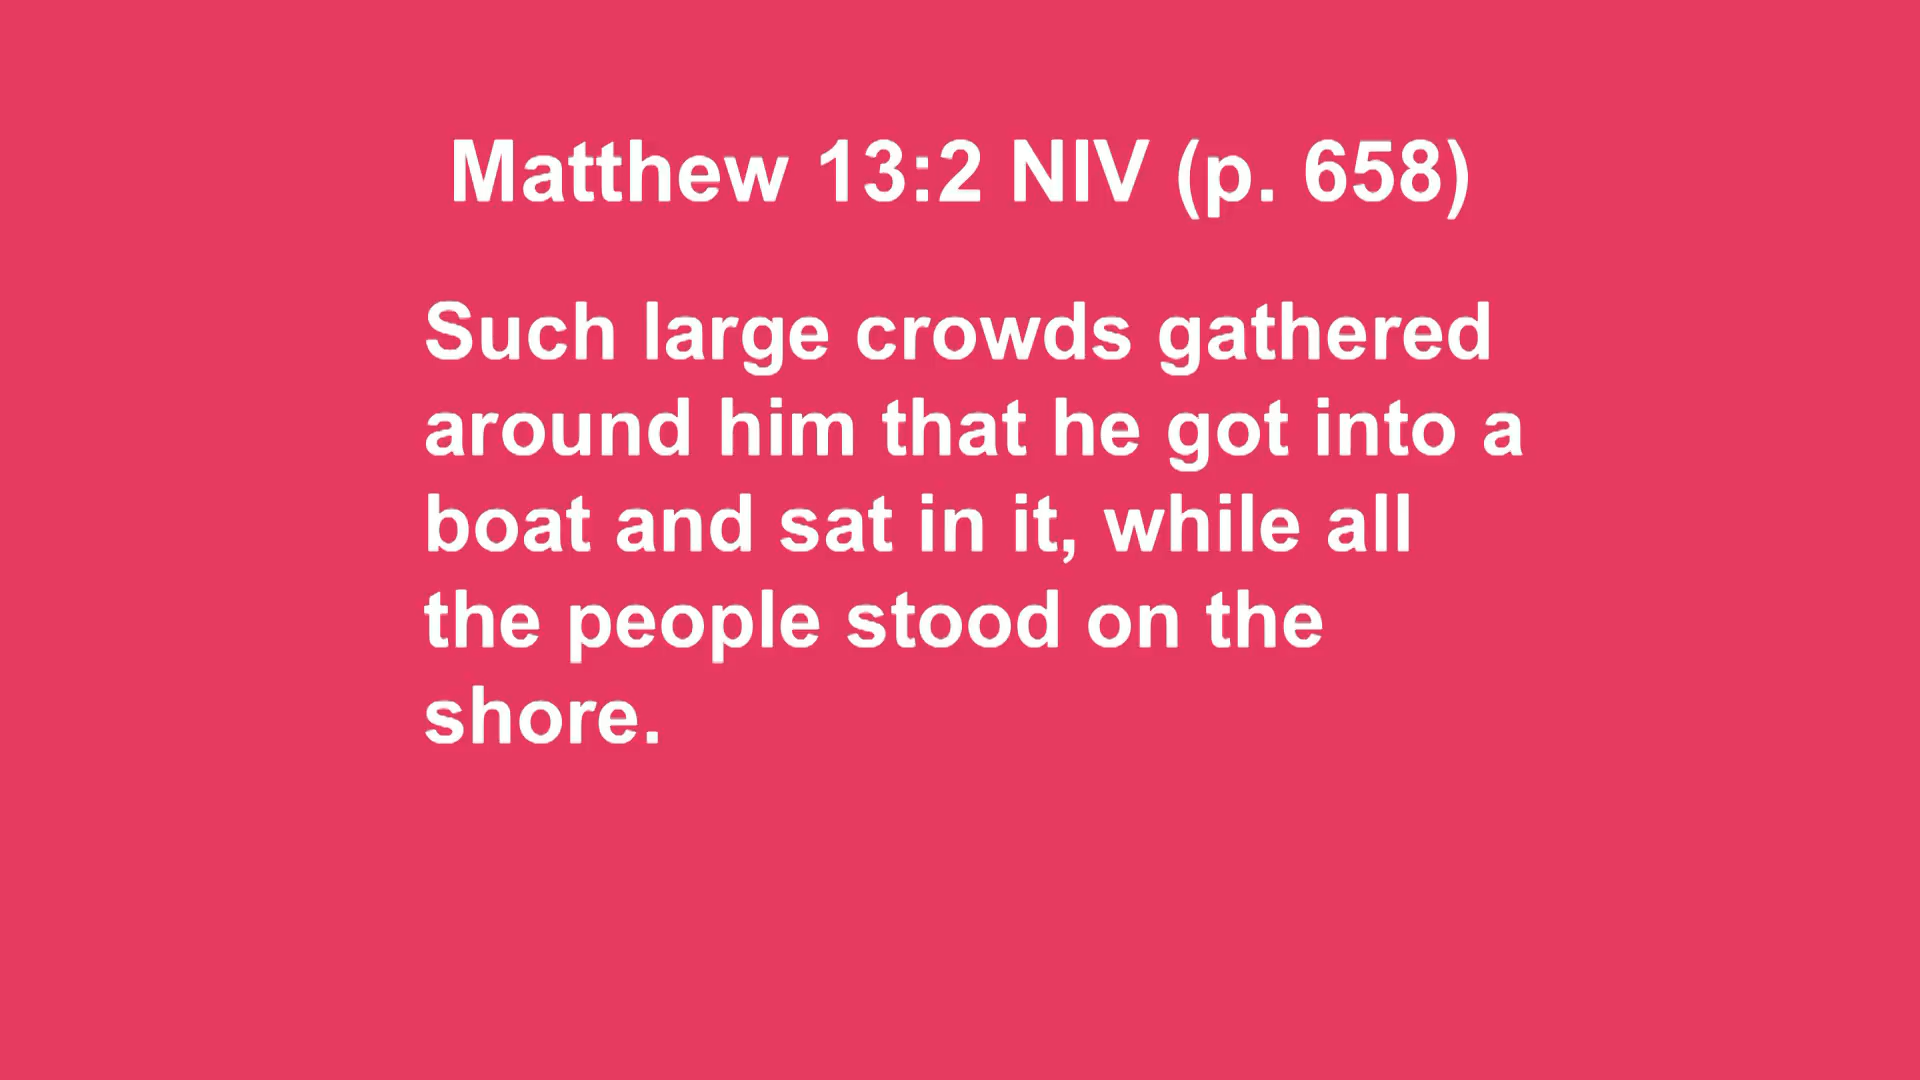 Matthew 13:2 NIV (p. 658)
Such large crowds gathered
around him that he got into a
boat and sat in it, while all
the people stood on the
shore.